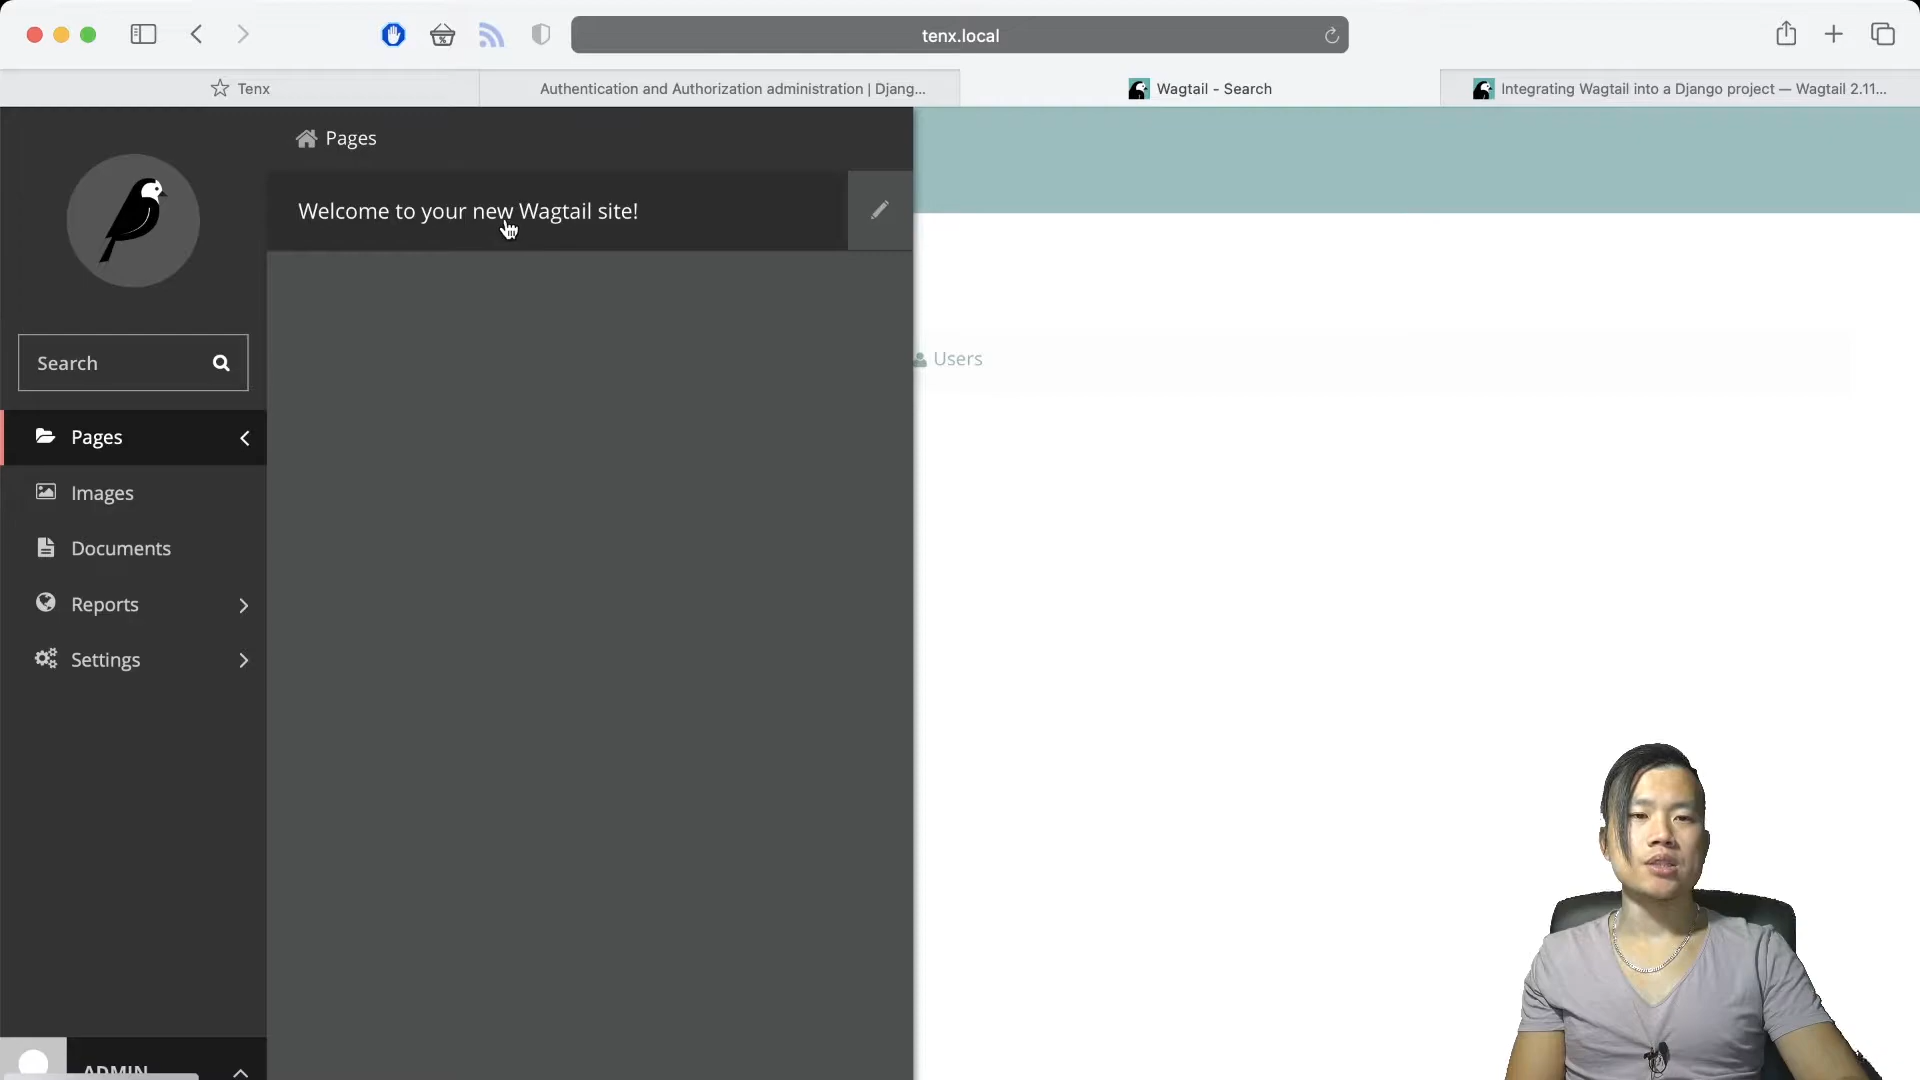 tenx.local
Tenx
Authentication and Authorization administration | Djang...
Wagtail - Search
Integrating Wagtail into a Django project — Wagtail 2.11...
Pages
Welcome to your new Wagtail site!
Search
Users
Pages
Images
Documents
Reports
Settings
ADMIN